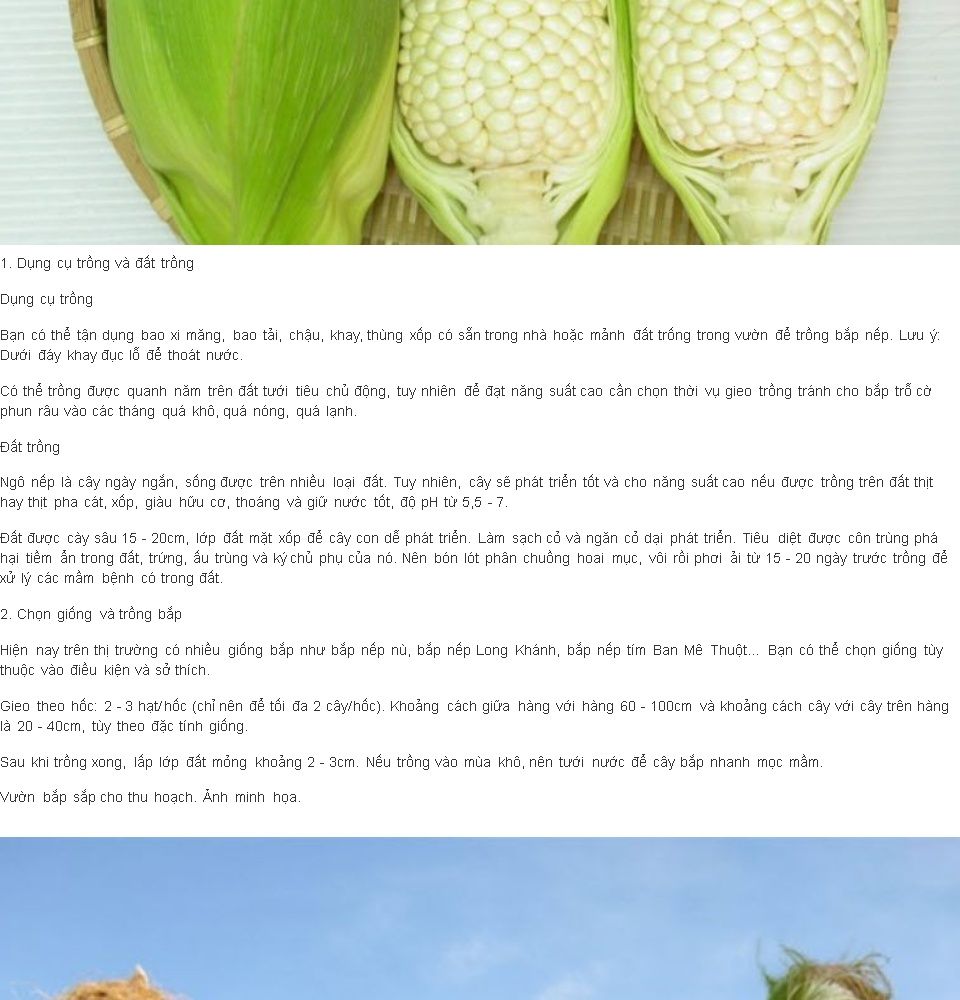 1. Dụng cụ trồng và đất trồng
Dụng cụ trồng
Bạn có thể tận dụng bao xi măng, bao tải, chậu, khay, thùng xốp có sẵn trong nhà hoặc mảnh đất trống trong vườn để trồng bắp nếp. Lưu ý:
Dưới đáy khay đục lỗ để thoát nước.
Có thể trồng được quanh năm trên đất tưới tiêu chủ động, tuy nhiên để đạt năng suất cao cần chọn thời vụ gieo trồng tránh cho bắp trỗ cờ
phun râu vào các tháng quá khô, quá nóng, quá lạnh.
Đất trồng
Ngô nếp là cây ngày ngắn, sống được trên nhiều loại đất. Tuy nhiên, cây sẽ phát triển tốt và cho năng suất cao nếu được trồng trên đất thịt
hay thịt pha cát, xốp, giàu hữu cơ, thoáng và giữ nước tốt, độ pH từ 5,5 - 7.
Đất được cày sâu 15 - 20cm, lớp đất mặt xốp để cây con dễ phát triển. Làm sạch cỏ và ngăn cỏ dại phát triển. Tiêu diệt được côn trùng phá
hại tiềm ẩn trong đất, trứng, ấu trùng và ký chủ phụ của nó. Nên bón lót phân chuồng hoai mục, vôi rồi phơi ải từ 15 - 20 ngày trước trồng để
xử lý các mầm bệnh có trong đất.
2. Chọn giống và trồng bắp
Hiện nay trên thị trường có nhiều giống bắp như bắp nếp nù, bắp nếp Long Khánh, bắp nếp tím Ban Mê Thuột... Bạn có thể chọn giống tùy
thuộc vào điều kiện và sở thích.
Gieo theo hốc: 2 - 3 hạt/hốc (chỉ nên để tối đa 2 cây/hốc). Khoảng cách giữa hàng với hàng 60 - 100cm và khoảng cách cây với cây trên hàng
là 20 - 40cm, tùy theo đặc tính giống.
Sau khi trồng xong, lấp lớp đất mỏng khoảng 2 - 3cm. Nếu trồng vào mùa khô, nên tưới nước để cây bắp nhanh mọc mầm.
Vườn bắp sắp cho thu hoạch. Ảnh minh họa.